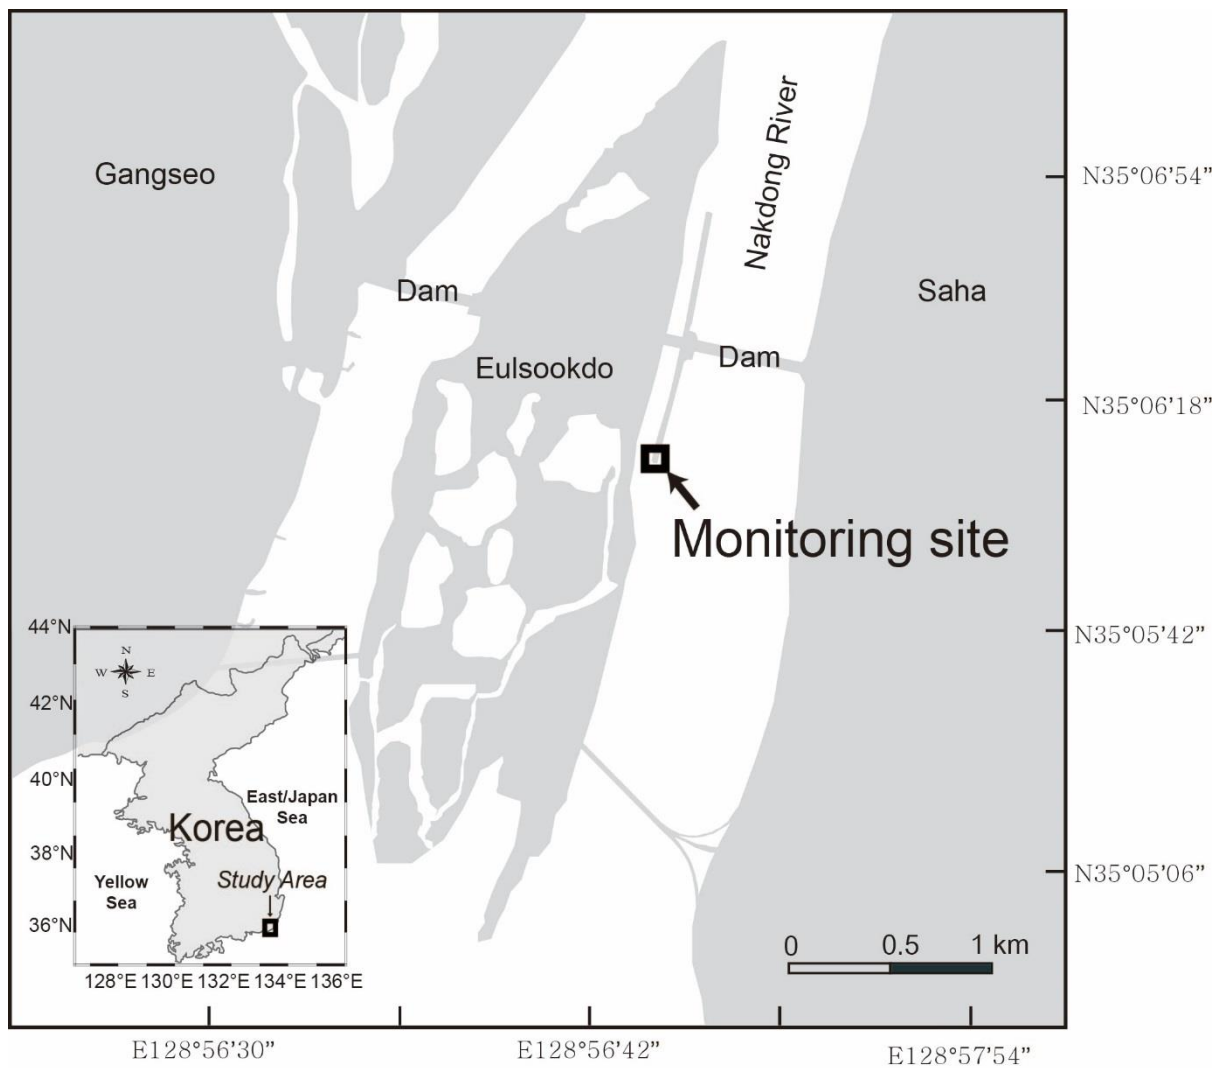 Nakdong River
Gangseo
N35°06'54"
Dam
Saha
Dam
Eulsookdo
N35°06'18"
Monitoring site
N35°05'42"
44°N
N
W E
S
42°N
40°N
East/Japan
Sea
Korea
38°N
Yellow
Sea
Study Area
N35°05'06"
36°N
0 0.5 1 km
128°E 130°E 132°E 134°E 136°E
E128°56'30" E128°56'42" E128°57'54"